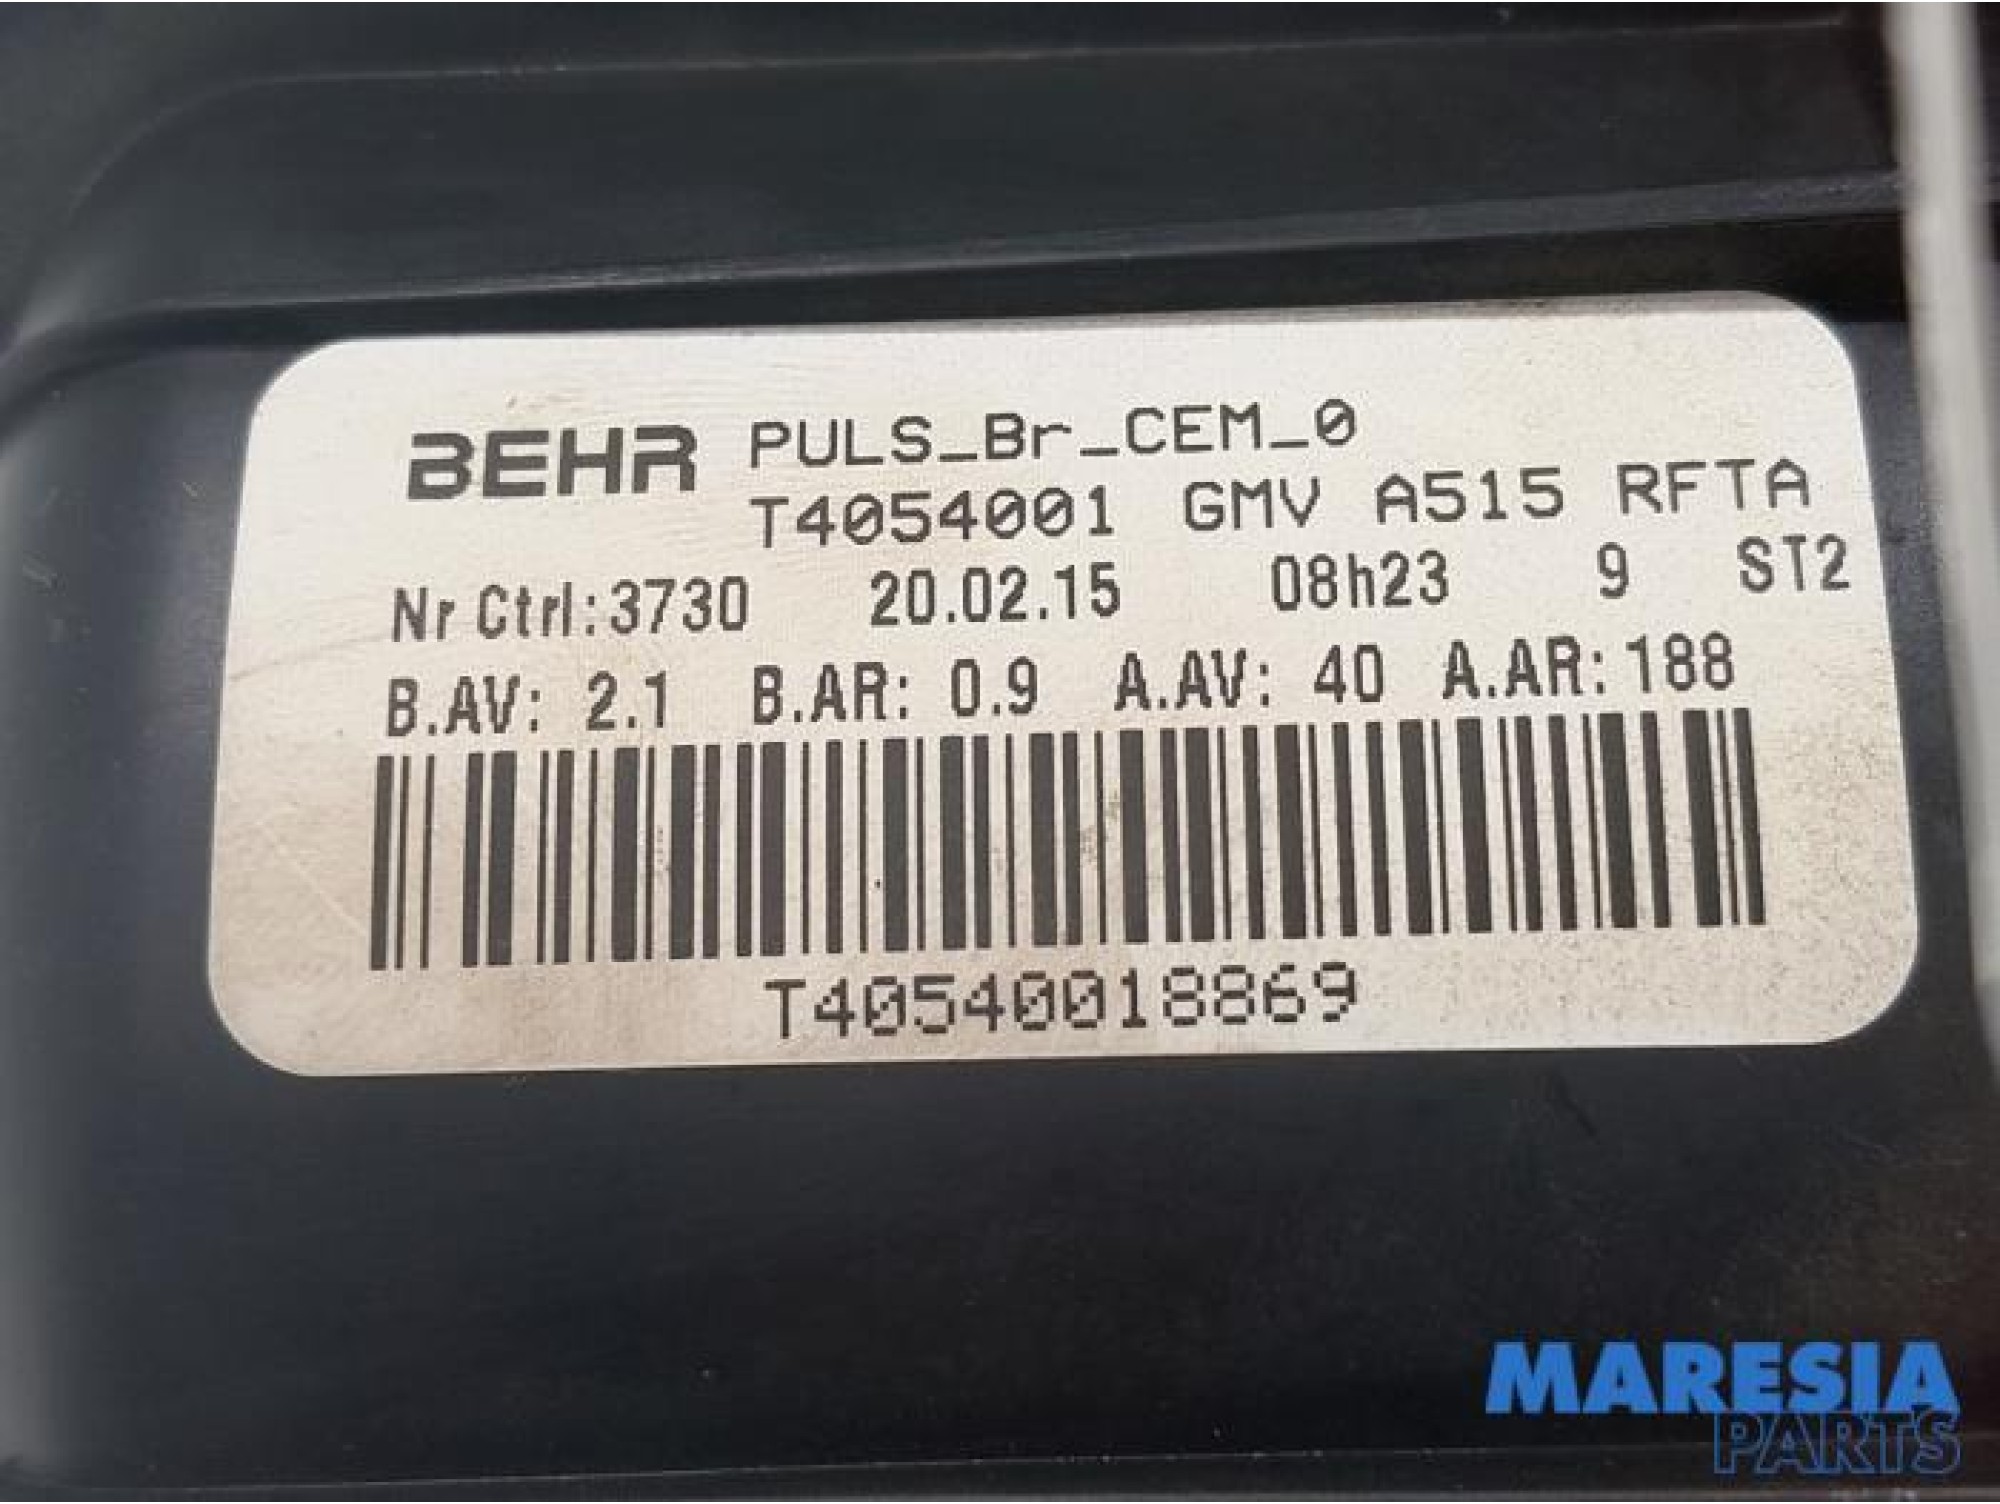 BEHR PULS_Br_CEM_0
T4054001 GMV A515 RFTA
Nr Ctrl:3730 20.02.15 08h23 9 ST2
B.AV: 2.1 B.AR: 0.9 A.AV: 40 A.AR:188
T40540018869
MARESIA
PARTS